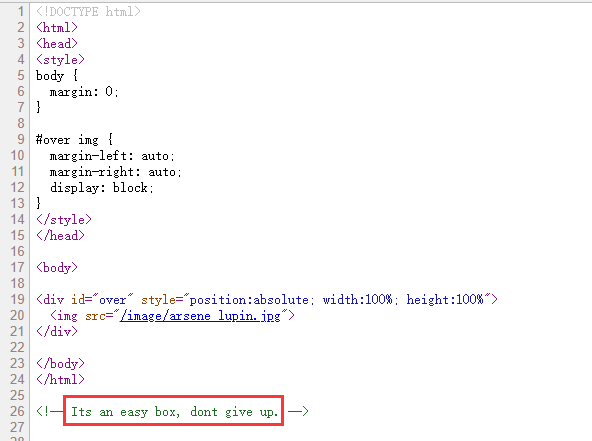 1 <!DOCTYPE html>
2 <html>
3 <head>
4 <style>
5 body {
6   margin: 0;
7 }
8
9 #over img {
10   margin-left: auto;
11   margin-right: auto;
12   display: block;
13 }
14 </style>
15 </head>
16
17 <body>
18
19 <div id="over" style="position:absolute; width:100%; height:100%">
20   <img src="/image/arsene_lupin.jpg">
21 </div>
22
23 </body>
24 </html>
25
26 <!-- Its an easy box, dont give up. -->
27
28